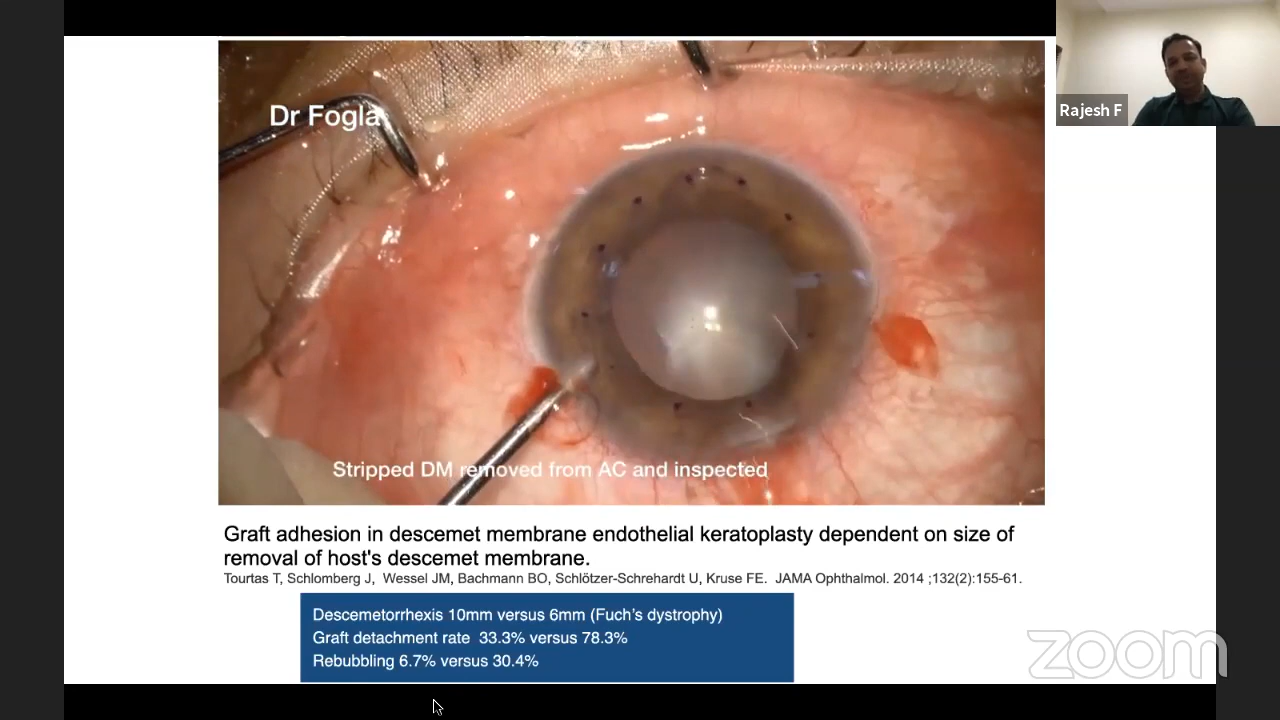 Dr Fogla
Rajesh F
Stripped DM removed from AC and inspected
Graft adhesion in descemet membrane endothelial keratoplasty dependent on size of
removal of host's descemet membrane.
Tourtas T, Schlomberg J, Wessel JM, Bachmann BO, Schlötzer-Schrehardt U, Kruse FE. JAMA Ophthalmol. 2014 ;132(2):155-61.
Descemetorrhexis 10mm versus 6mm (Fuch's dystrophy)
Graft detachment rate 33.3% versus 78.3%
Rebubbling 6.7% versus 30.4%
zoom